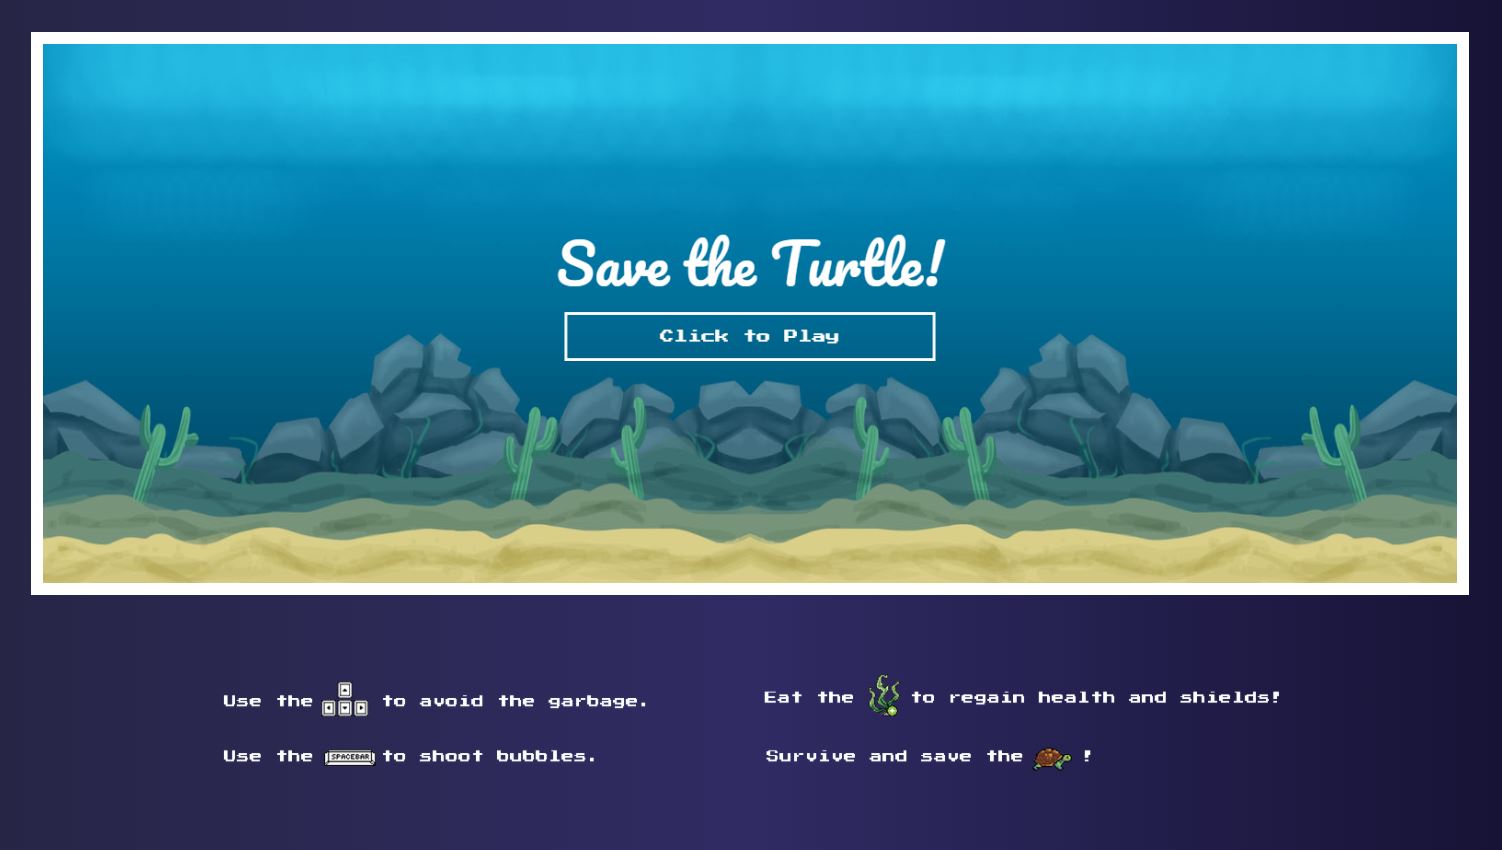 Save the Turtle!
Click to Play
Use the to avoid the garbage.
Use the SPACEBAR to shoot bubbles.
Eat the to regain health and shields!
Survive and save the !